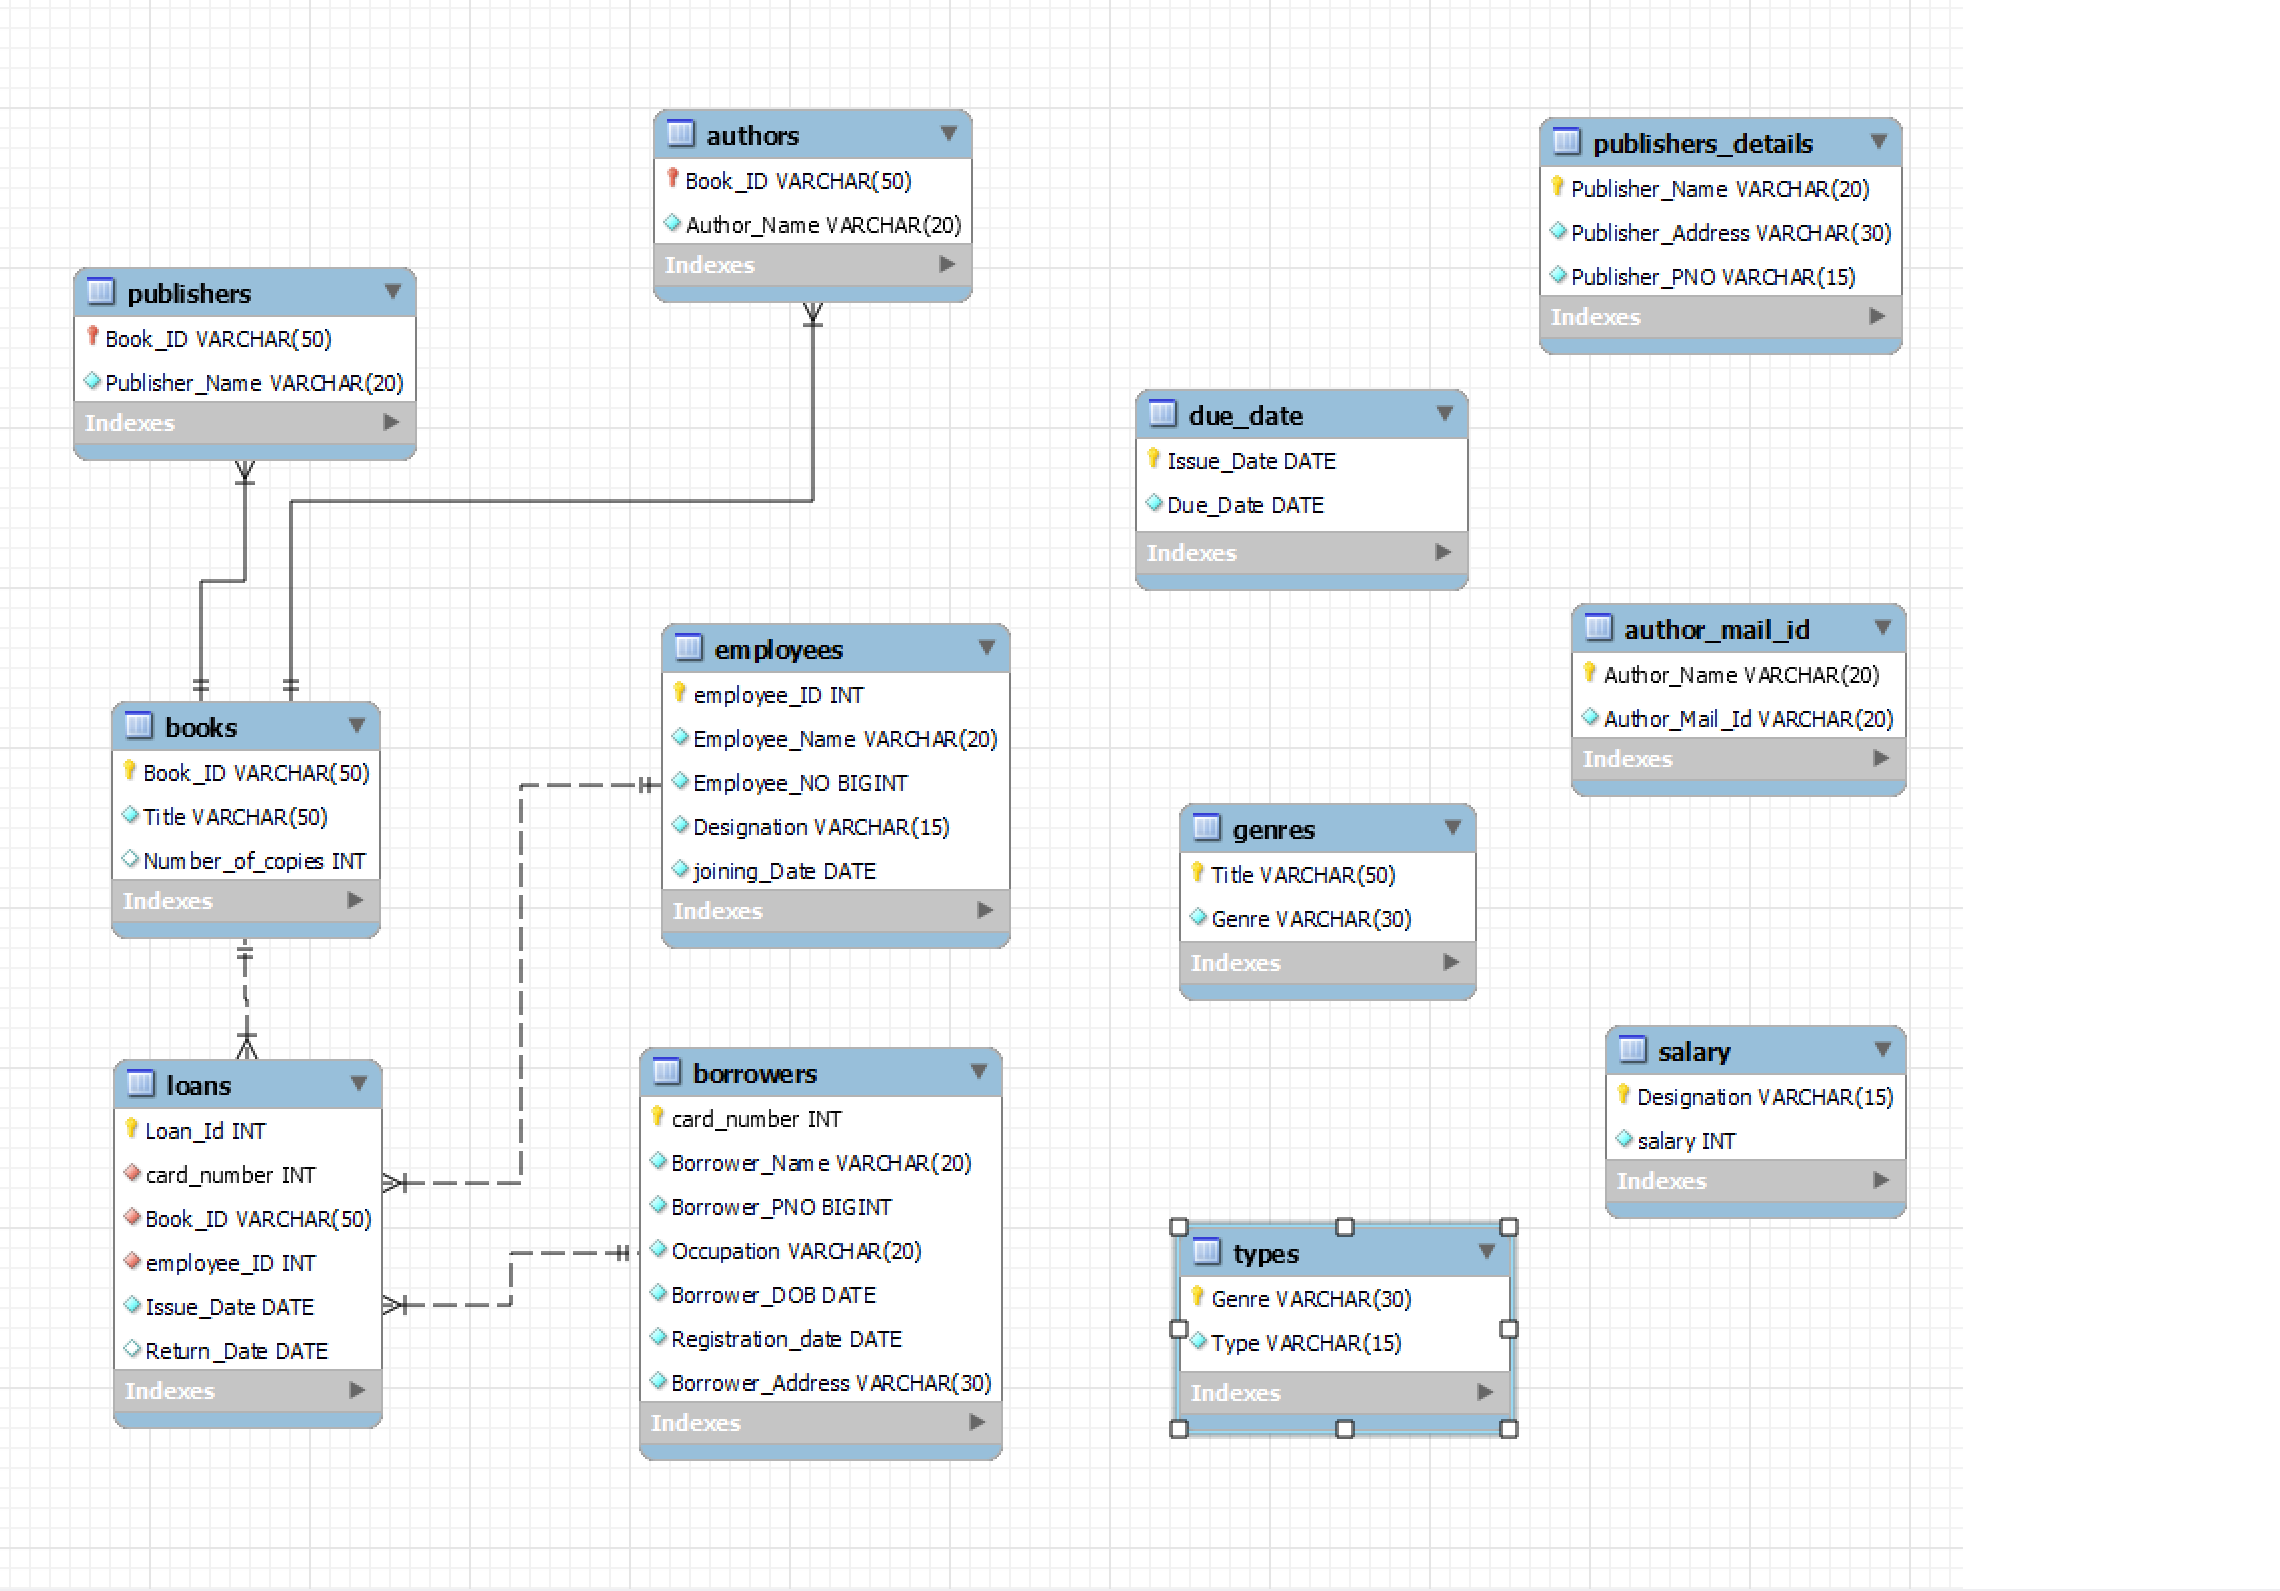 authors
Book_ID VARCHAR(50)
Author_Name VARCHAR(20)
Indexes
publishers_details
Publisher_Name VARCHAR(20)
Publisher_Address VARCHAR(30)
Publisher_PNO VARCHAR(15)
Indexes
publishers
Book_ID VARCHAR(50)
Publisher_Name VARCHAR(20)
Indexes
due_date
Issue_Date DATE
Due_Date DATE
Indexes
employees
employee_ID INT
Employee_Name VARCHAR(20)
Employee_NO BIGINT
Designation VARCHAR(15)
joining_Date DATE
Indexes
author_mail_id
Author_Name VARCHAR(20)
Author_Mail_Id VARCHAR(20)
Indexes
books
Book_ID VARCHAR(50)
Title VARCHAR(50)
Number_of_copies INT
Indexes
genres
Title VARCHAR(50)
Genre VARCHAR(30)
Indexes
loans
Loan_Id INT
card_number INT
Book_ID VARCHAR(50)
employee_ID INT
Issue_Date DATE
Return_Date DATE
Indexes
borrowers
card_number INT
Borrower_Name VARCHAR(20)
Borrower_PNO BIGINT
Occupation VARCHAR(20)
Borrower_DOB DATE
Registration_date DATE
Borrower_Address VARCHAR(30)
Indexes
salary
Designation VARCHAR(15)
salary INT
Indexes
types
Genre VARCHAR(30)
Type VARCHAR(15)
Indexes